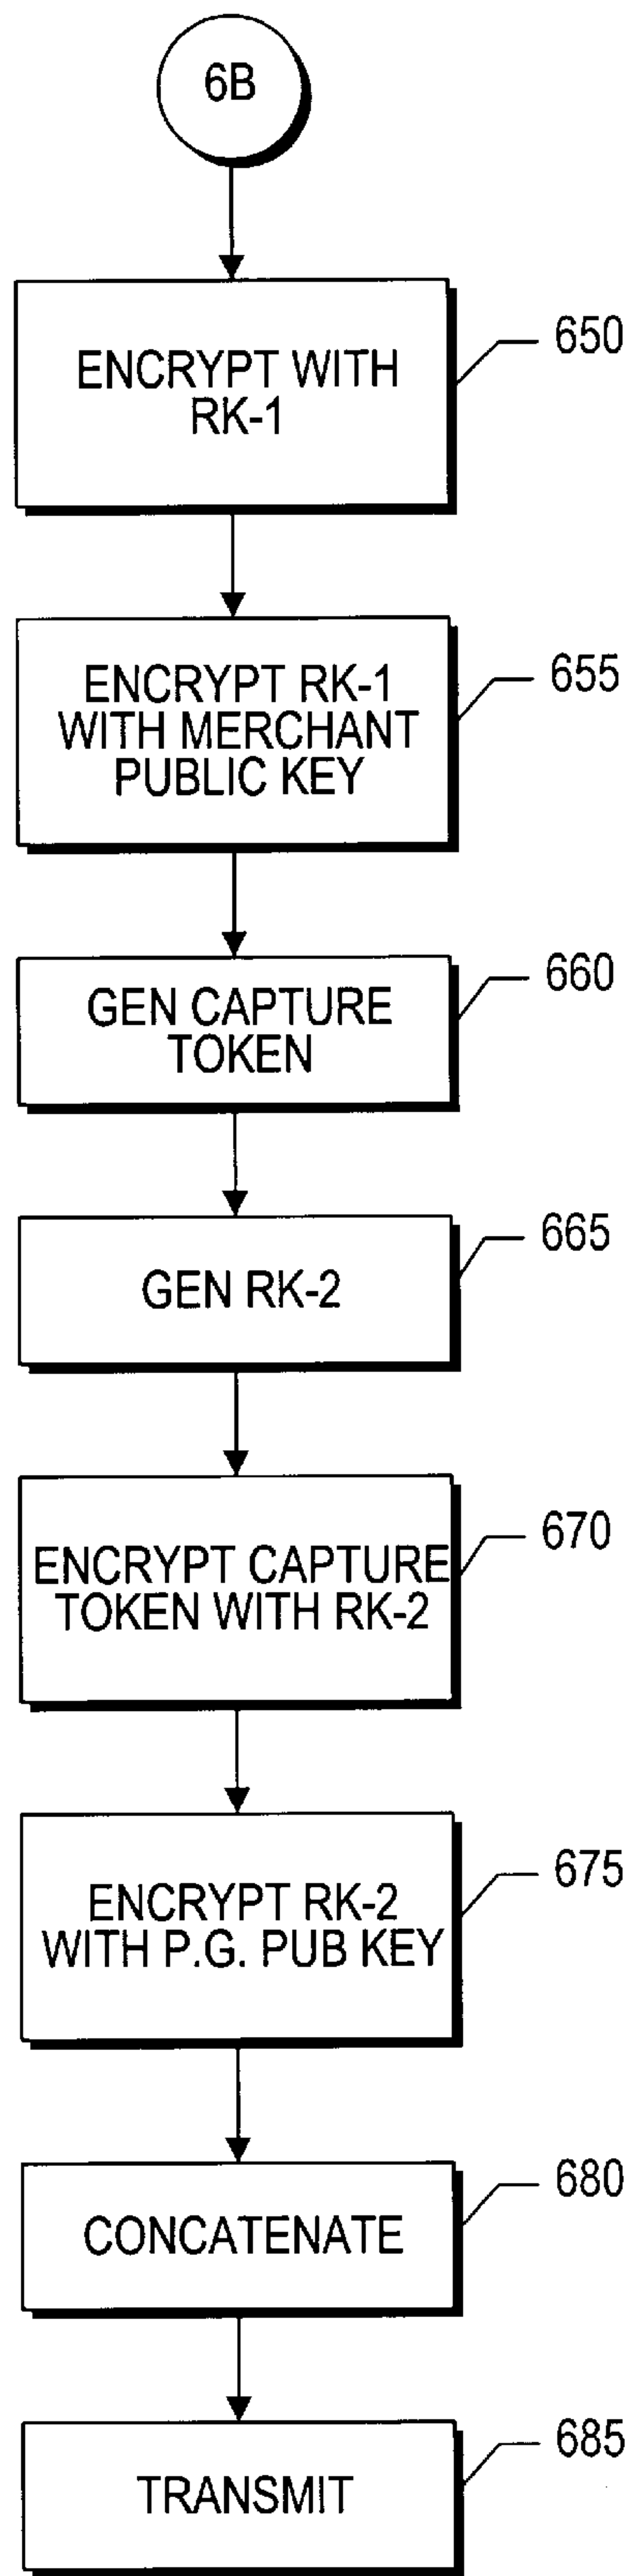 6B
ENCRYPT WITH
RK-1
650
ENCRYPT RK-1
WITH MERCHANT
PUBLIC KEY
655
GEN CAPTURE
TOKEN
660
GEN RK-2
665
ENCRYPT CAPTURE
TOKEN WITH RK-2
670
ENCRYPT RK-2
WITH P.G. PUB KEY
675
CONCATENATE
680
TRANSMIT
685